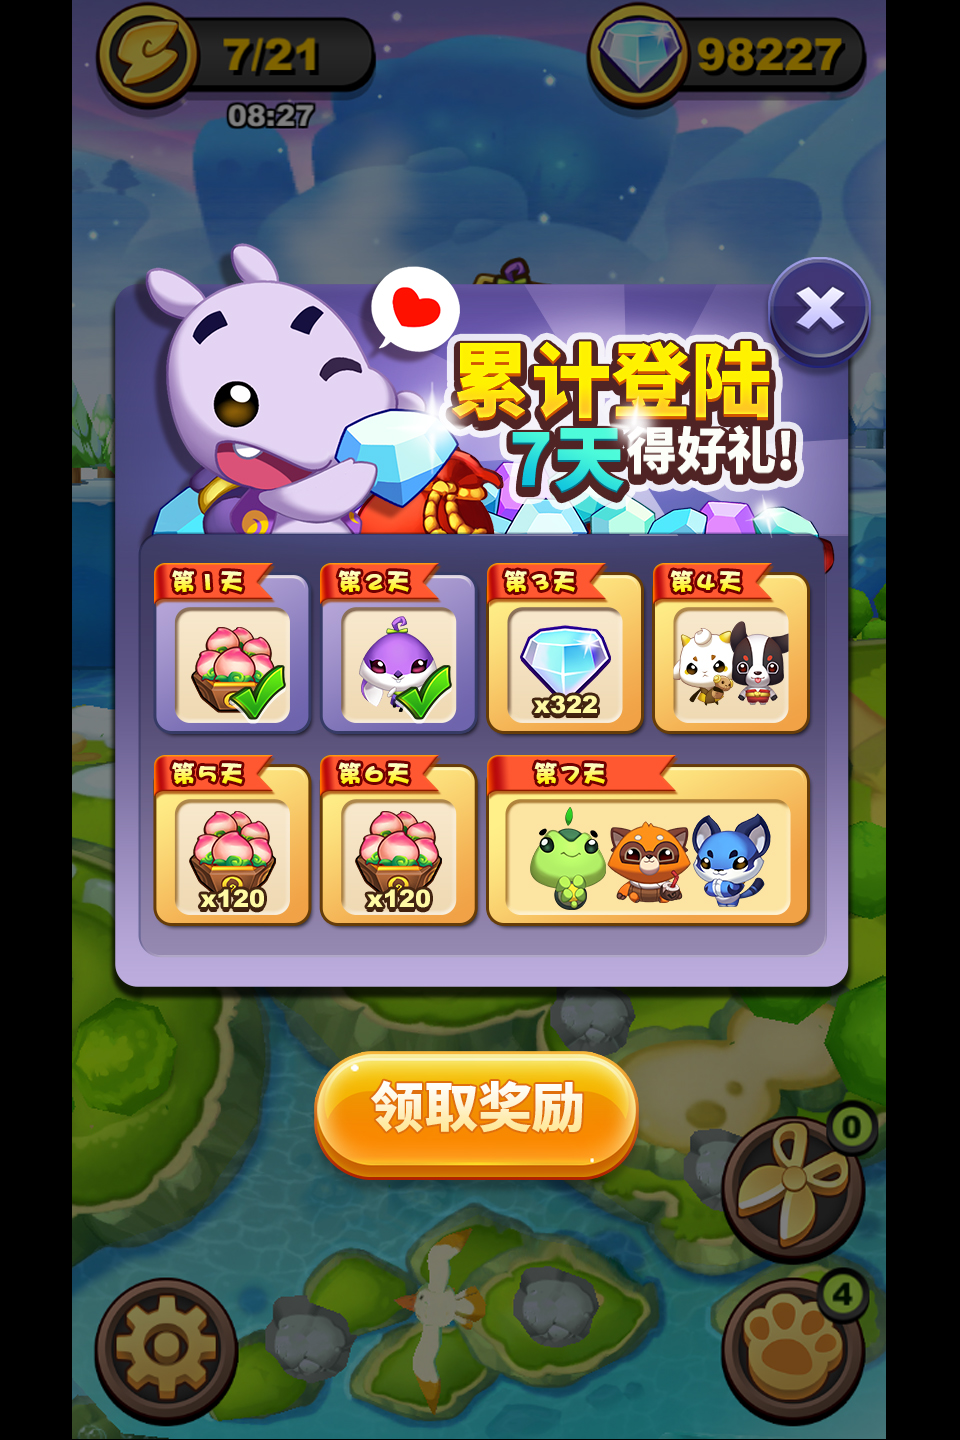 7/21
98227
08:27
累计登陆
7天得好礼!
第1天
第2天
第3天
第4天
x322
第5天
第6天
第7天
x120
x120
领取奖励
0
4